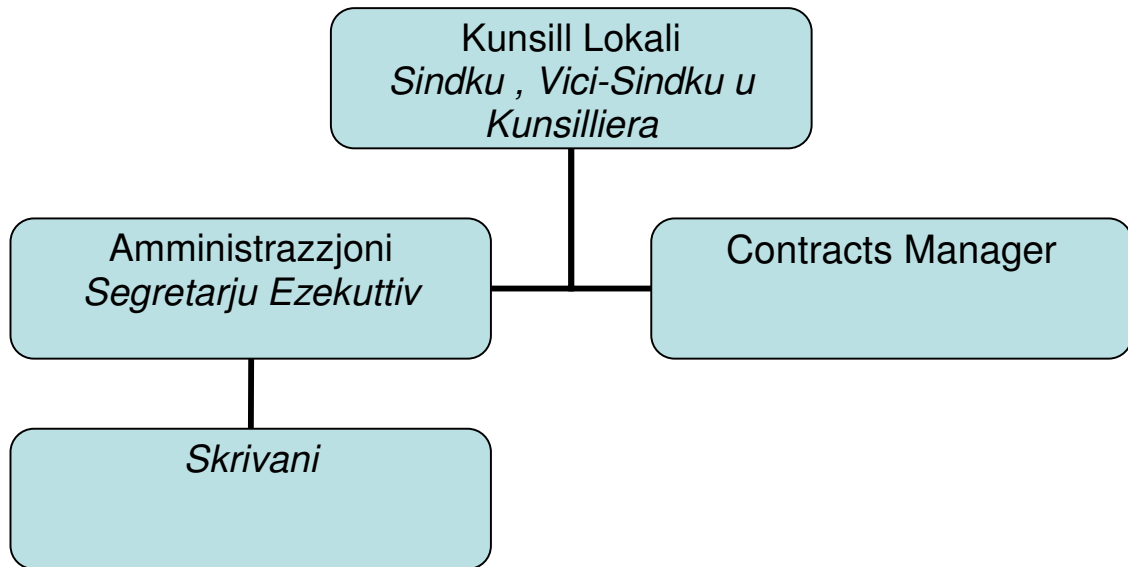 Kunsill Lokali
Sindku , Vici-Sindku u
Kunsilliera
Amministrazzjoni
Segretarju Ezekuttiv
Contracts Manager
Skrivani